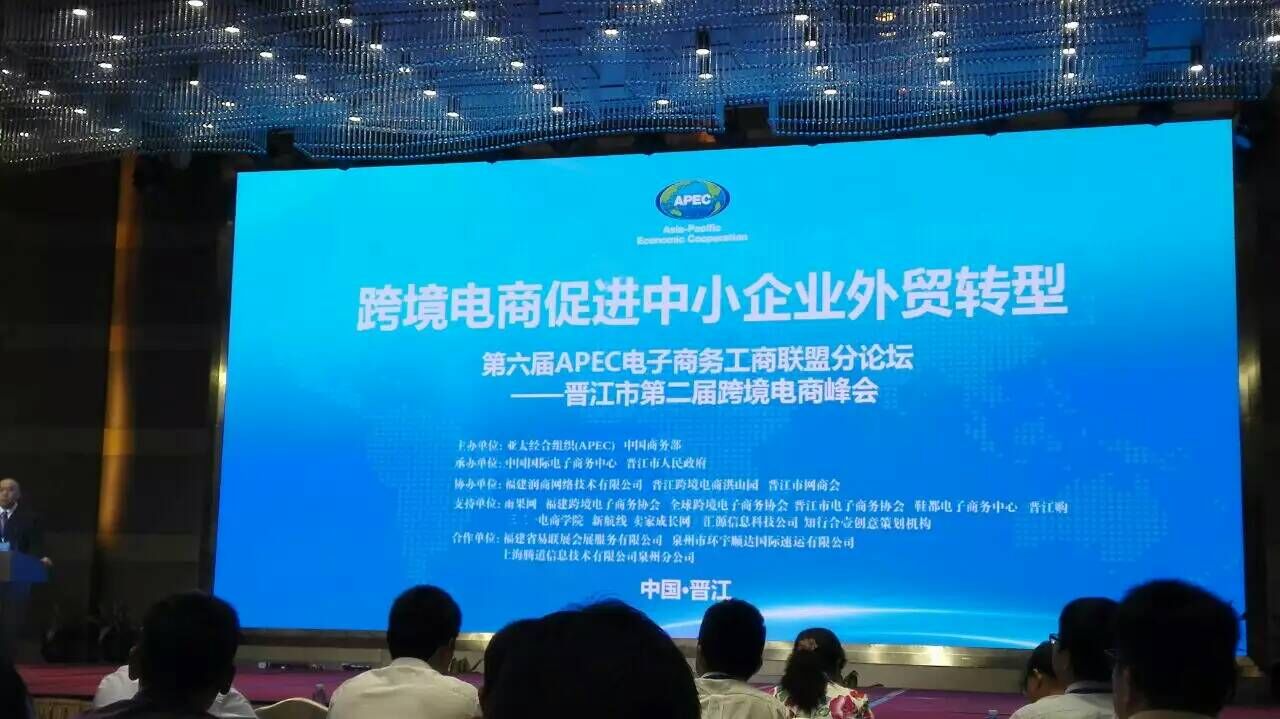 APEC
Asia-Pacific
Economic Cooperation
跨境电商促进中小企业外贸转型
第六届APEC电子商务工商联盟分论坛
——晋江市第二届跨境电商峰会
主办单位: 亚太经合组织(APEC) 中国商务部
承办单位: 中国国际电子商务中心 晋江市人民政府
协办单位: 福建润商网络技术有限公司 晋江跨境电商洪山园 晋江市网商会
支持单位: 雨果网 福建跨境电子商务协会 全球跨境电子商务协会 晋江市电子商务协会 鞋都电子商务中心 晋江购
电商学院 新航线 卖家成长网 汇源信息科技公司 知行合壹创意策划机构
合作单位: 福建省易联展会展服务有限公司 泉州市环宇顺达国际速运有限公司
上海腾道信息技术有限公司泉州分公司
中国•晋江